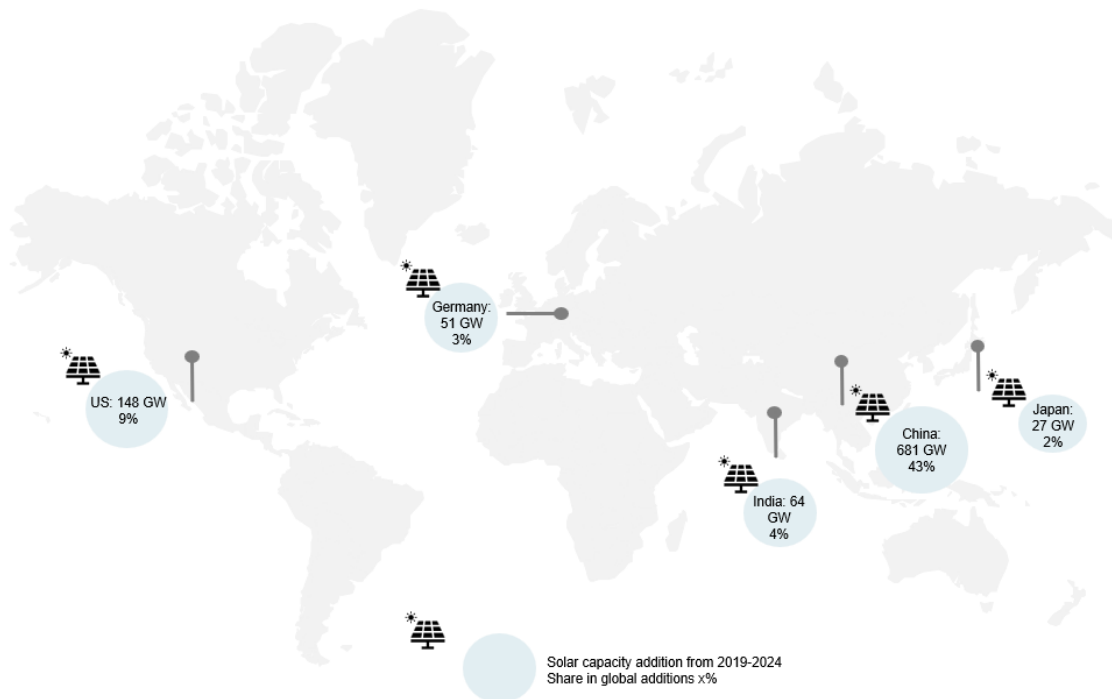 Germany:
51 GW
3%
US: 148 GW
9%
Japan:
27 GW
2%
China:
681 GW
43%
India: 64
GW
4%
Solar capacity addition from 2019-2024
Share in global additions x%